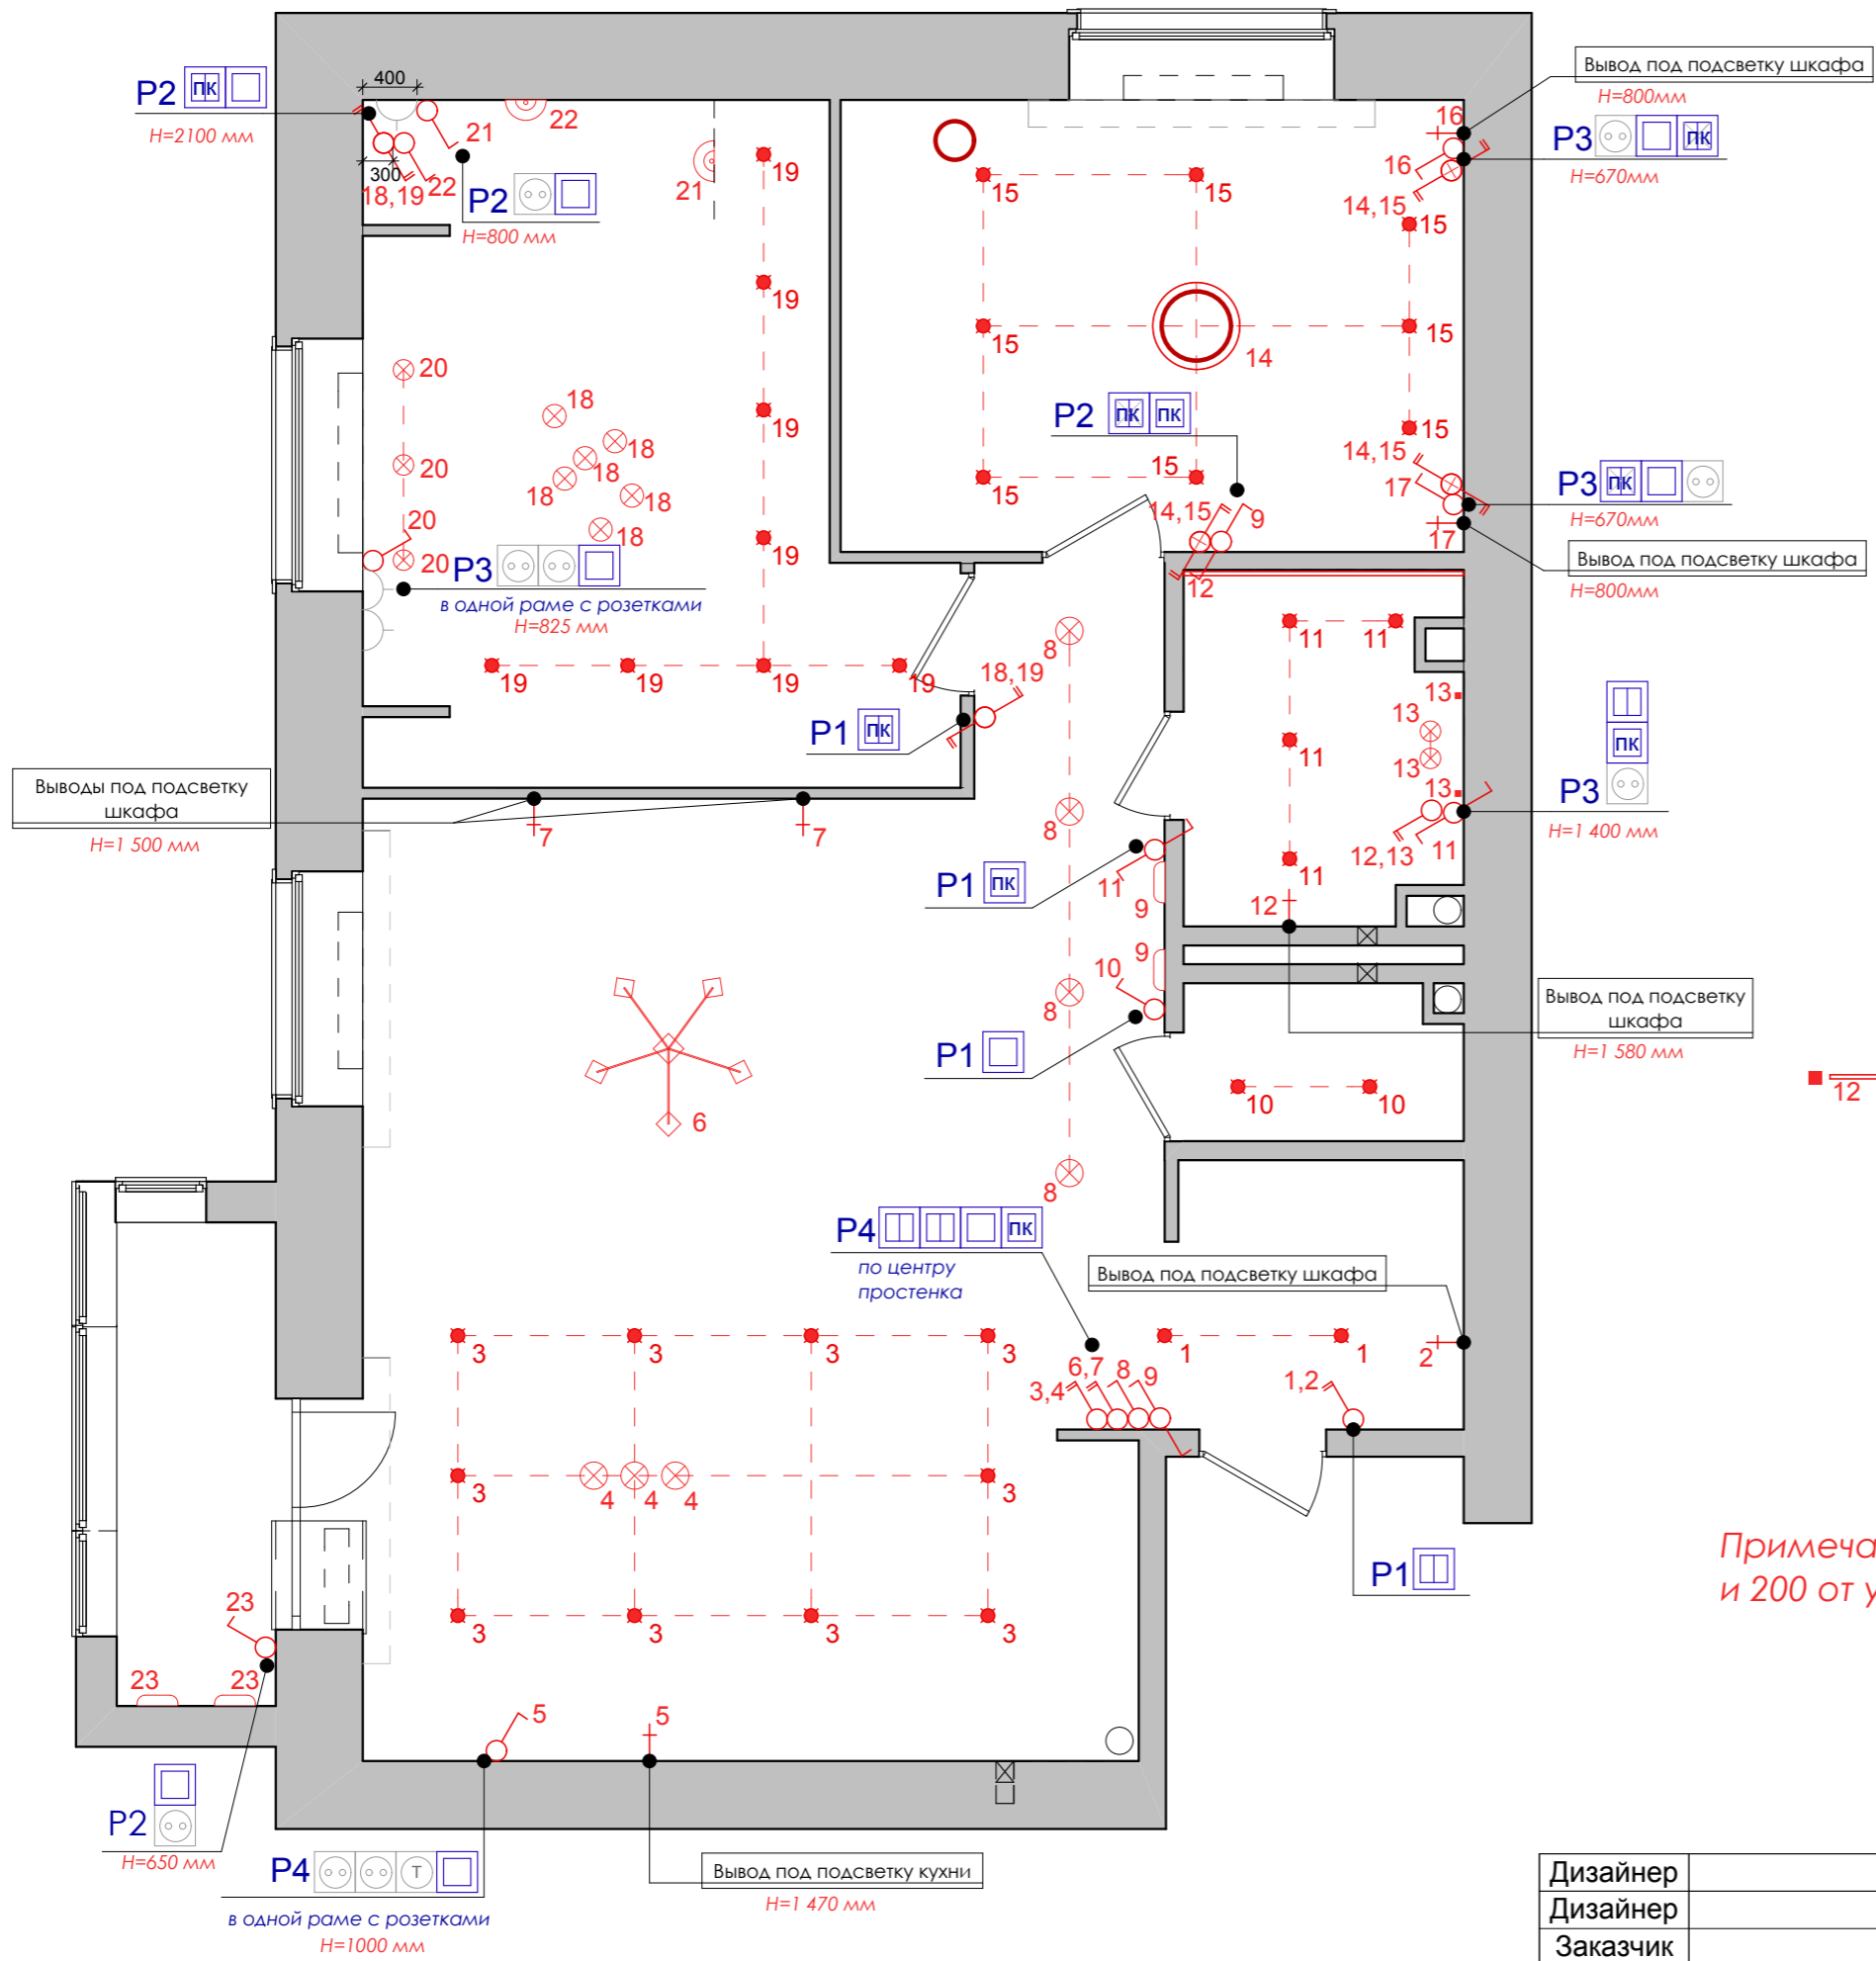 400
P2 ПК
H=2100 мм
300
18,19
22
21
22
21
P2
H=800 мм
19
19
19
19
19
19
19
19
20
20
20
20
18
18
18
18
18
18
P3
в одной раме с розетками
H=825 мм
18,19
P1 ПК
Вывод под подсветку шкафа
H=800мм
16
P3 ПК
H=670мм
16
14,15
15
15
15
15
15
15
15
15
14
P2 ПК ПК
14,15
9
12
14,15
17
P3 ПК
H=670мм
17
Вывод под подсветку шкафа
H=800мм
Выводы под подсветку
шкафа
H=1 500 мм
7
7
8
8
8
8
11
11
11
11
13
13
13
13
12,13
11
ПК
P3
H=1 400 мм
P1 ПК
11
9
9
10
P1
12
Вывод под подсветку
шкафа
H=1 580 мм
12
10
10
6
P4 ПК
по центру
простенка
Вывод под подсветку шкафа
2
1
1
1,2
3,4
6,7
8
9
P1
3
3
3
3
3
4
4
4
3
3
3
3
3
23
23
23
P2
H=650 мм
5
5
P4 Т
в одной раме с розетками
H=1000 мм
Вывод под подсветку кухни
H=1 470 мм
Примеча
и 200 от у
Дизайнер
Дизайнер
Заказчик